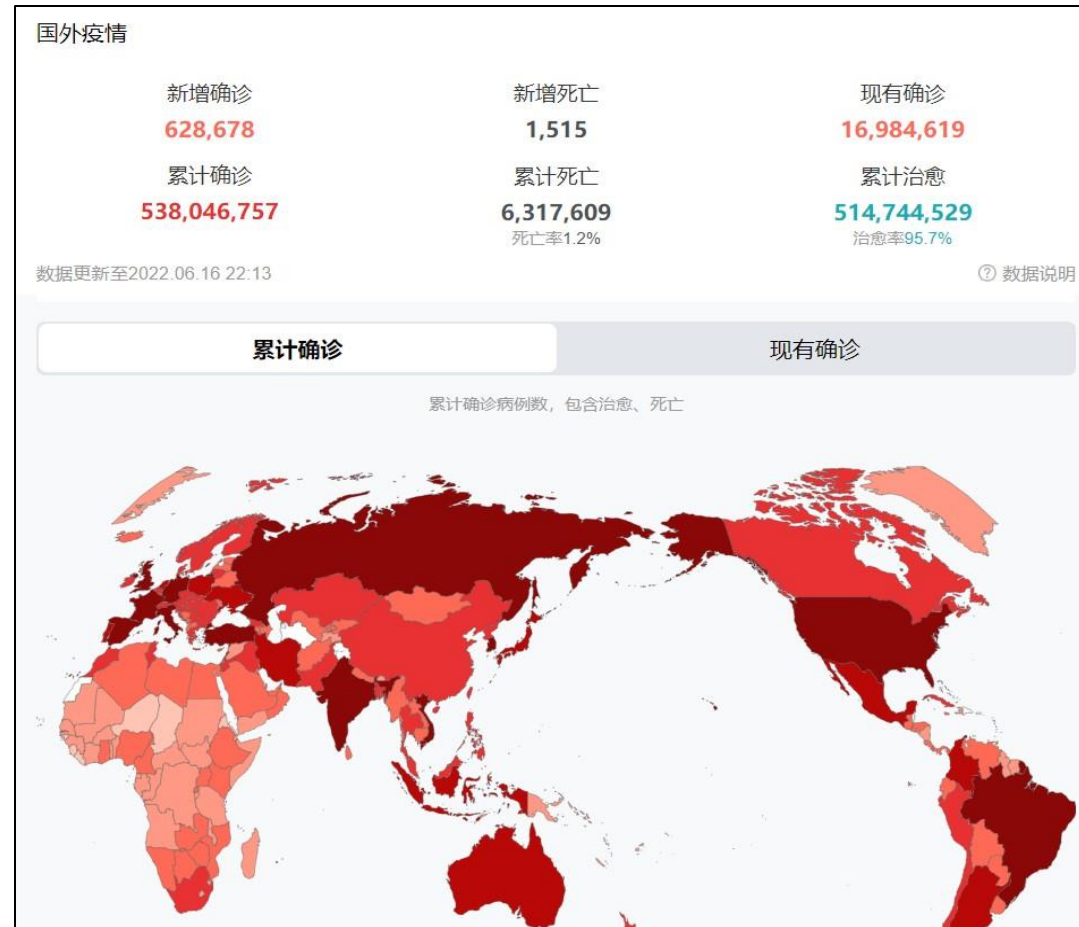 国外疫情
新增确诊 新增死亡 现有确诊
628,678 1,515 16,984,619
累计确诊 累计死亡 累计治愈
538,046,757 6,317,609 514,744,529
死亡率1.2% 治愈率95.7%
数据更新至2022.06.16 22:13 ? 数据说明
累计确诊 现有确诊
累计确诊病例数，包含治愈、死亡